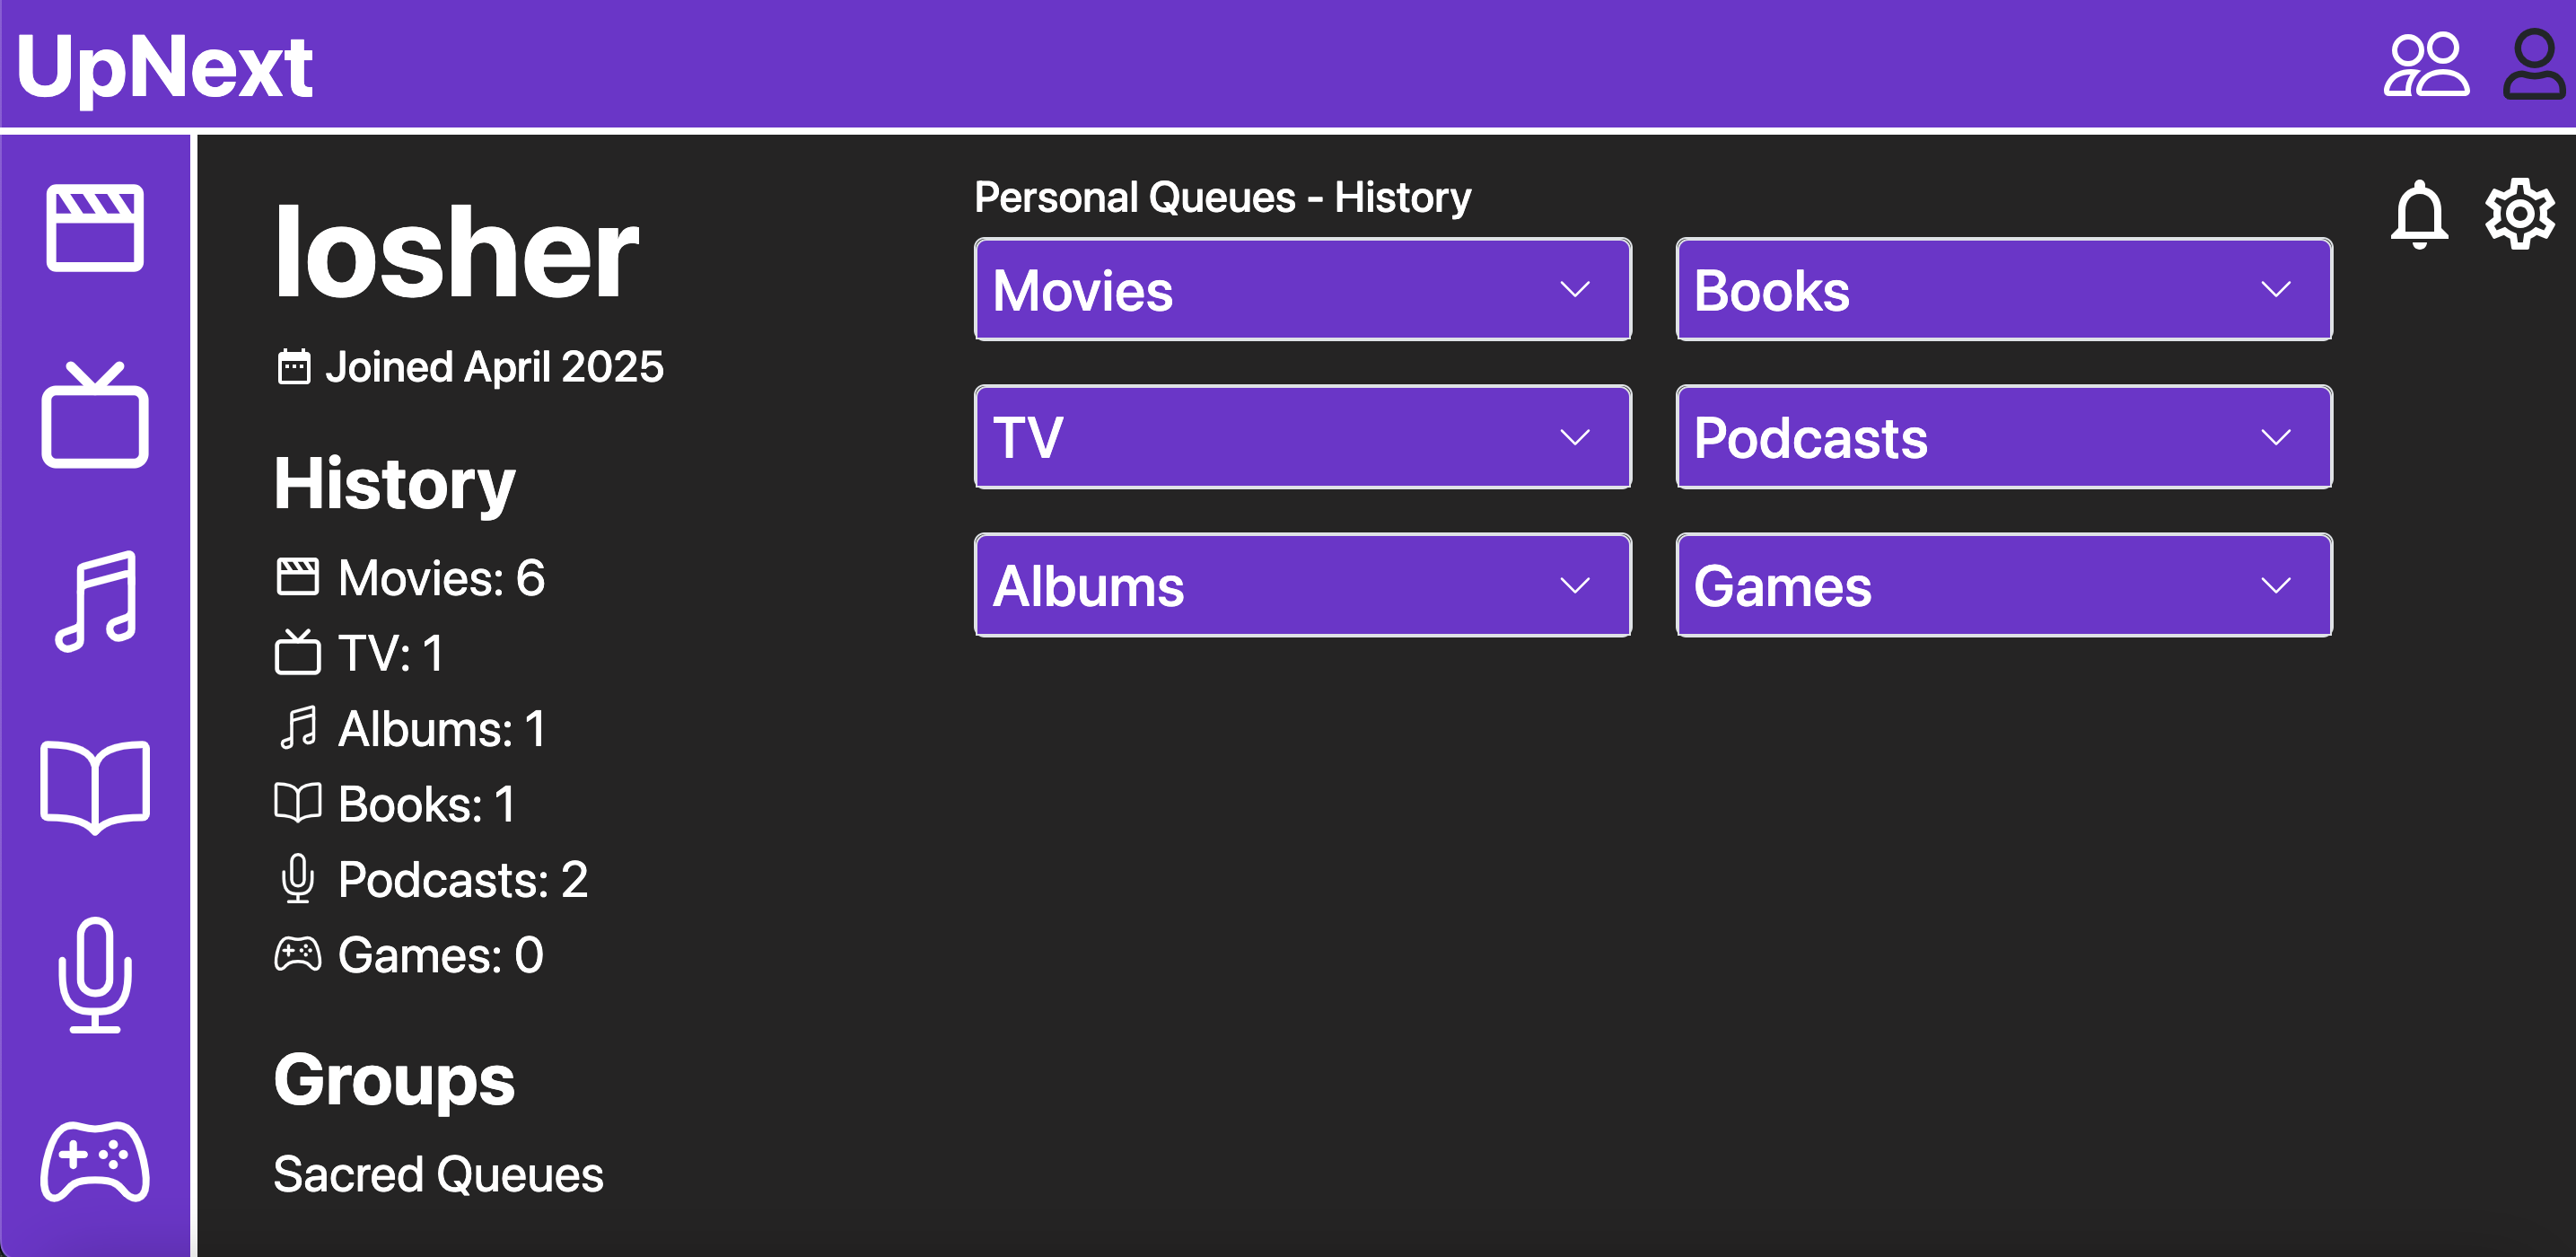 UpNext
losher
Joined April 2025
History
Movies: 6
TV: 1
Albums: 1
Books: 1
Podcasts: 2
Games: 0
Groups
Sacred Queues
Personal Queues - History
Movies
Books
TV
Podcasts
Albums
Games